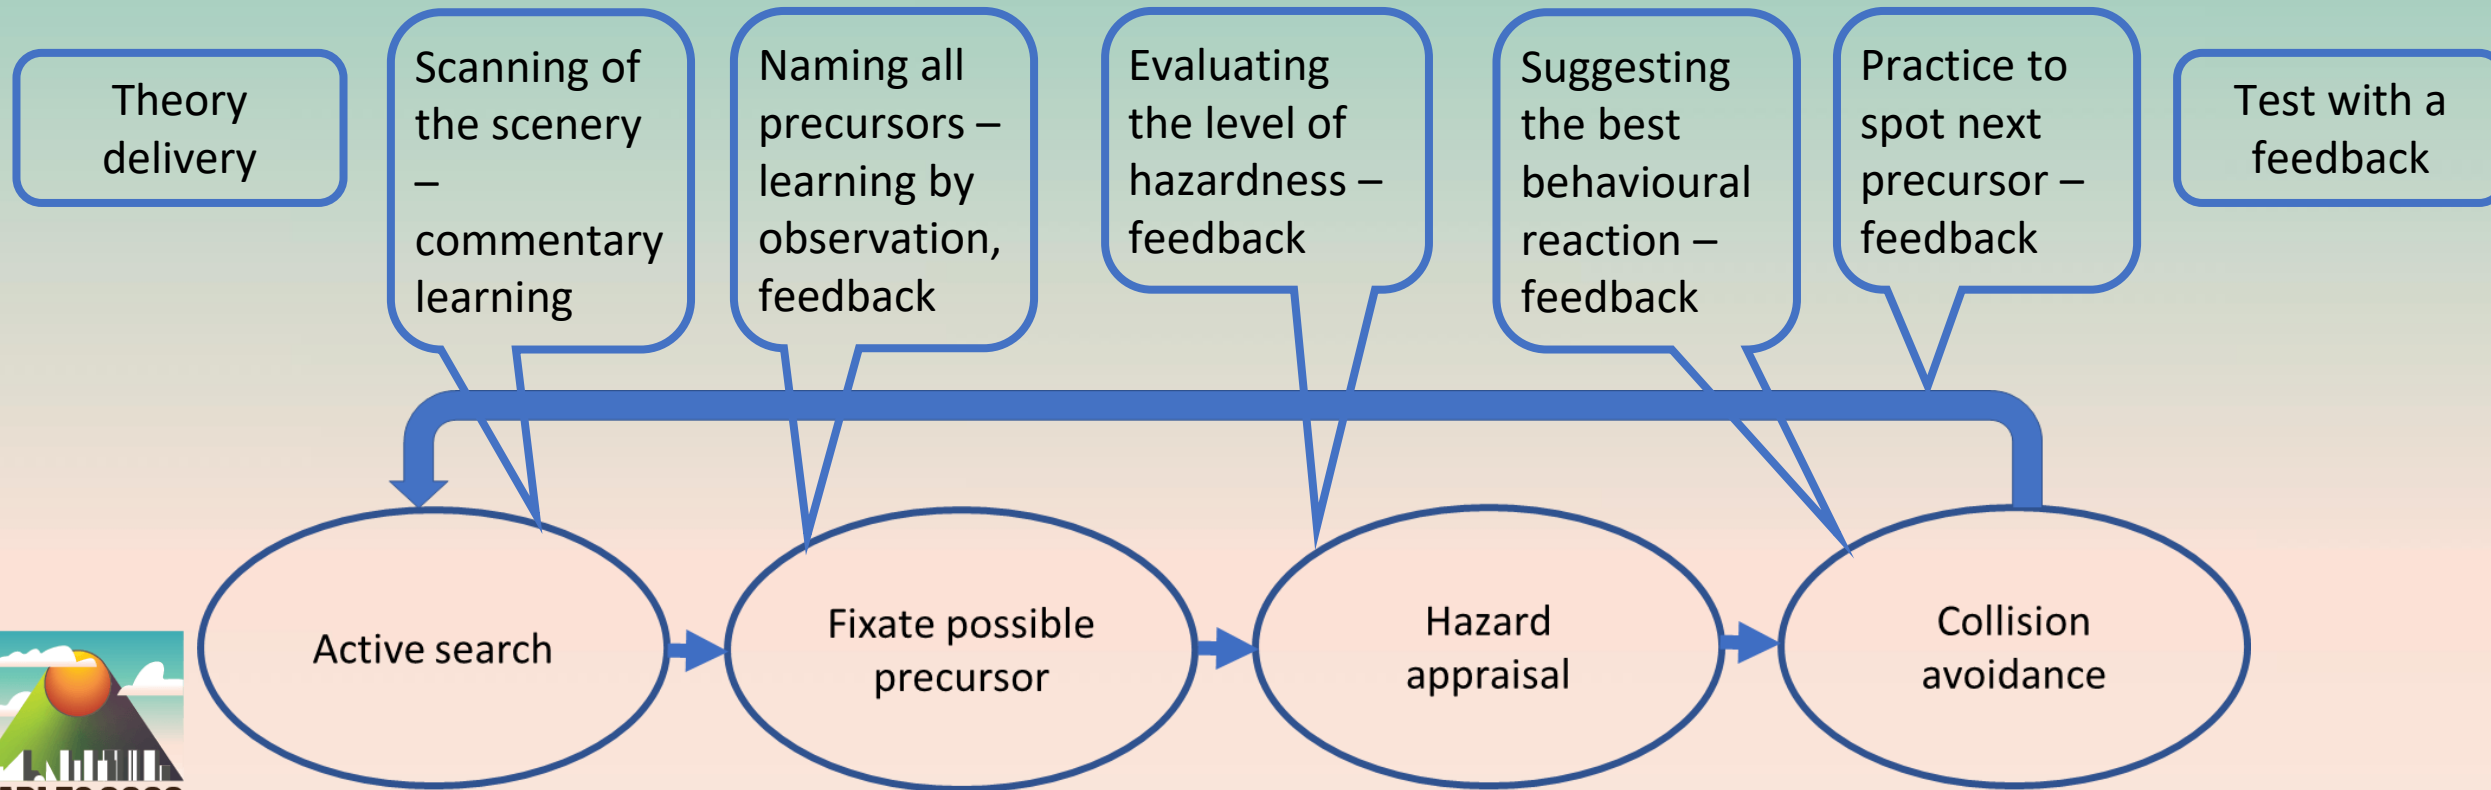 Theory
delivery
Scanning of
the scenery
–
commentary
learning
Naming all
precursors –
learning by
observation,
feedback
Evaluating
the level of
hazardness –
feedback
Suggesting
the best
behavioural
reaction –
feedback
Practice to
spot next
precursor –
feedback
Test with a
feedback
Active search
Fixate possible
precursor
Hazard
appraisal
Collision
avoidance